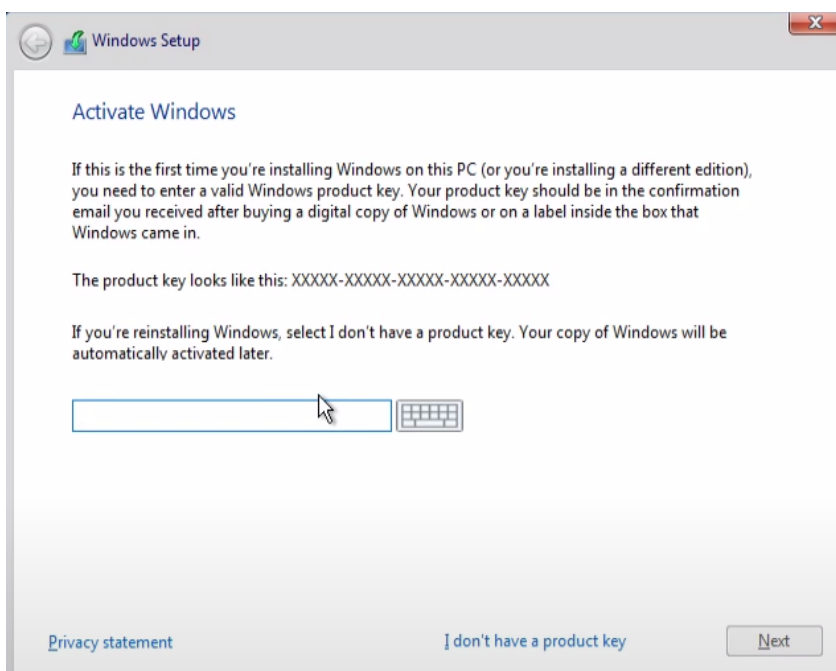 Windows Setup
Activate Windows
If this is the first time you're installing Windows on this PC (or you're installing a different edition),
you need to enter a valid Windows product key. Your product key should be in the confirmation
email you received after buying a digital copy of Windows or on a label inside the box that
Windows came in.
The product key looks like this: XXXXX-XXXXX-XXXXX-XXXXX-XXXXX
If you're reinstalling Windows, select I don't have a product key. Your copy of Windows will be
automatically activated later.
Privacy statement
I don't have a product key
Next